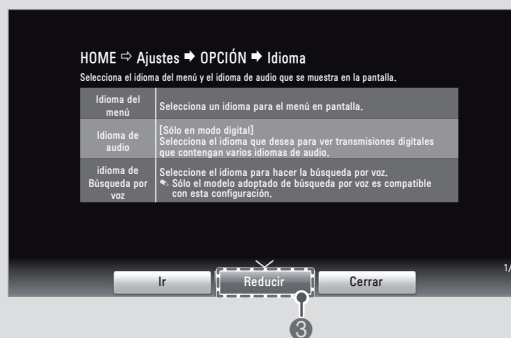 HOME ⇨ Ajustes ➡ OPCIÓN ➡ Idioma
Selecciona el idioma del menú y el idioma de audio que se muestra en la pantalla.
Idioma del
menú
Selecciona un idioma para el menú en pantalla.
Idioma de
audio
[Sólo en modo digital]
Selecciona el idioma que desea para ver transmisiones digitales
que contengan varios idiomas de audio.
idioma de
Búsqueda por
voz
Seleccione el idioma para hacer la búsqueda por voz.
✎ Sólo el modelo adoptado de búsqueda por voz es compatible
con esta configuración.
1/
Ir
Reducir
Cerrar
3